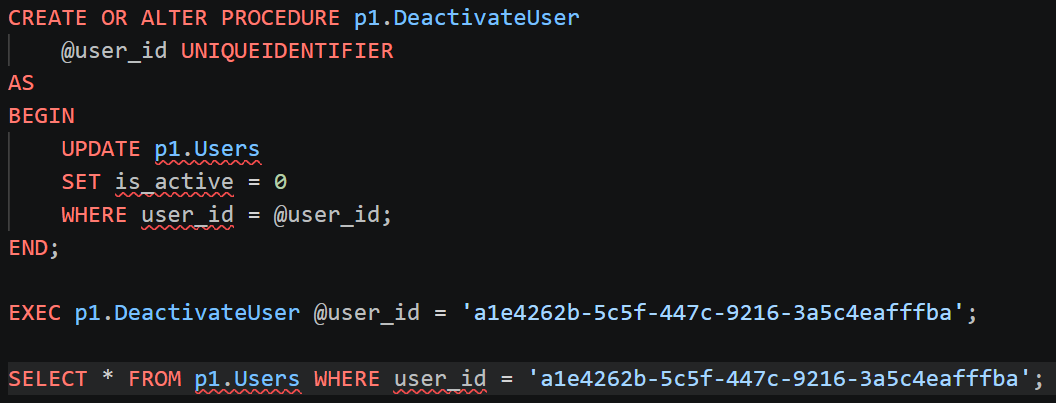 CREATE OR ALTER PROCEDURE p1.DeactivateUser
@user_id UNIQUEIDENTIFIER
AS
BEGIN
UPDATE p1.Users
SET is_active = 0
WHERE user_id = @user_id;
END;
EXEC p1.DeactivateUser @user_id = 'a1e4262b-5c5f-447c-9216-3a5c4eafffba';
SELECT * FROM p1.Users WHERE user_id = 'a1e4262b-5c5f-447c-9216-3a5c4eafffba';